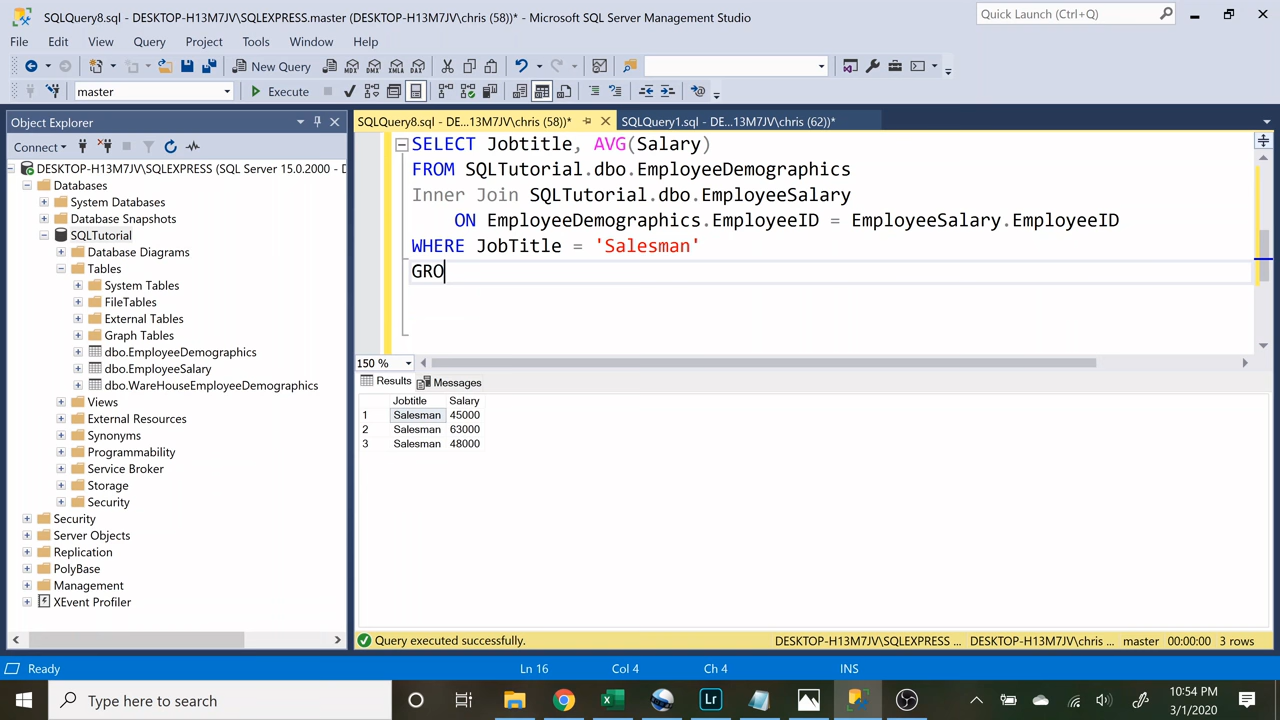 SQLQuery8.sql - DESKTOP-H13M7JV\SQLEXPRESS.master (DESKTOP-H13M7JV\chris (58))* - Microsoft SQL Server Management Studio
Quick Launch (Ctrl+Q)
File Edit View Query Project Tools Window Help
New Query
MDX DMX XMLA DAX
master
Execute
Object Explorer
SQLQuery8.sql - DE...13M7JV\chris (58))*
SQLQuery1.sql - DE...13M7JV\chris (62))*
Connect
DESKTOP-H13M7JV\SQLEXPRESS (SQL Server 15.0.2000 - D
Databases
System Databases
Database Snapshots
SQLTutorial
Database Diagrams
Tables
System Tables
FileTables
External Tables
Graph Tables
dbo.EmployeeDemographics
dbo.EmployeeSalary
dbo.WareHouseEmployeeDemographics
Views
External Resources
Synonyms
Programmability
Service Broker
Storage
Security
Security
Server Objects
Replication
PolyBase
Management
XEvent Profiler
SELECT Jobtitle, AVG(Salary)
FROM SQLTutorial.dbo.EmployeeDemographics
Inner Join SQLTutorial.dbo.EmployeeSalary
ON EmployeeDemographics.EmployeeID = EmployeeSalary.EmployeeID
WHERE JobTitle = 'Salesman'
GRO
150 %
Results Messages
Jobtitle Salary
1 Salesman 45000
2 Salesman 63000
3 Salesman 48000
Query executed successfully.
DESKTOP-H13M7JV\SQLEXPRESS ... DESKTOP-H13M7JV\chris ... master 00:00:00 3 rows
Ready
Ln 16 Col 4 Ch 4 INS
Type here to search
Lr
10:54 PM
3/1/2020